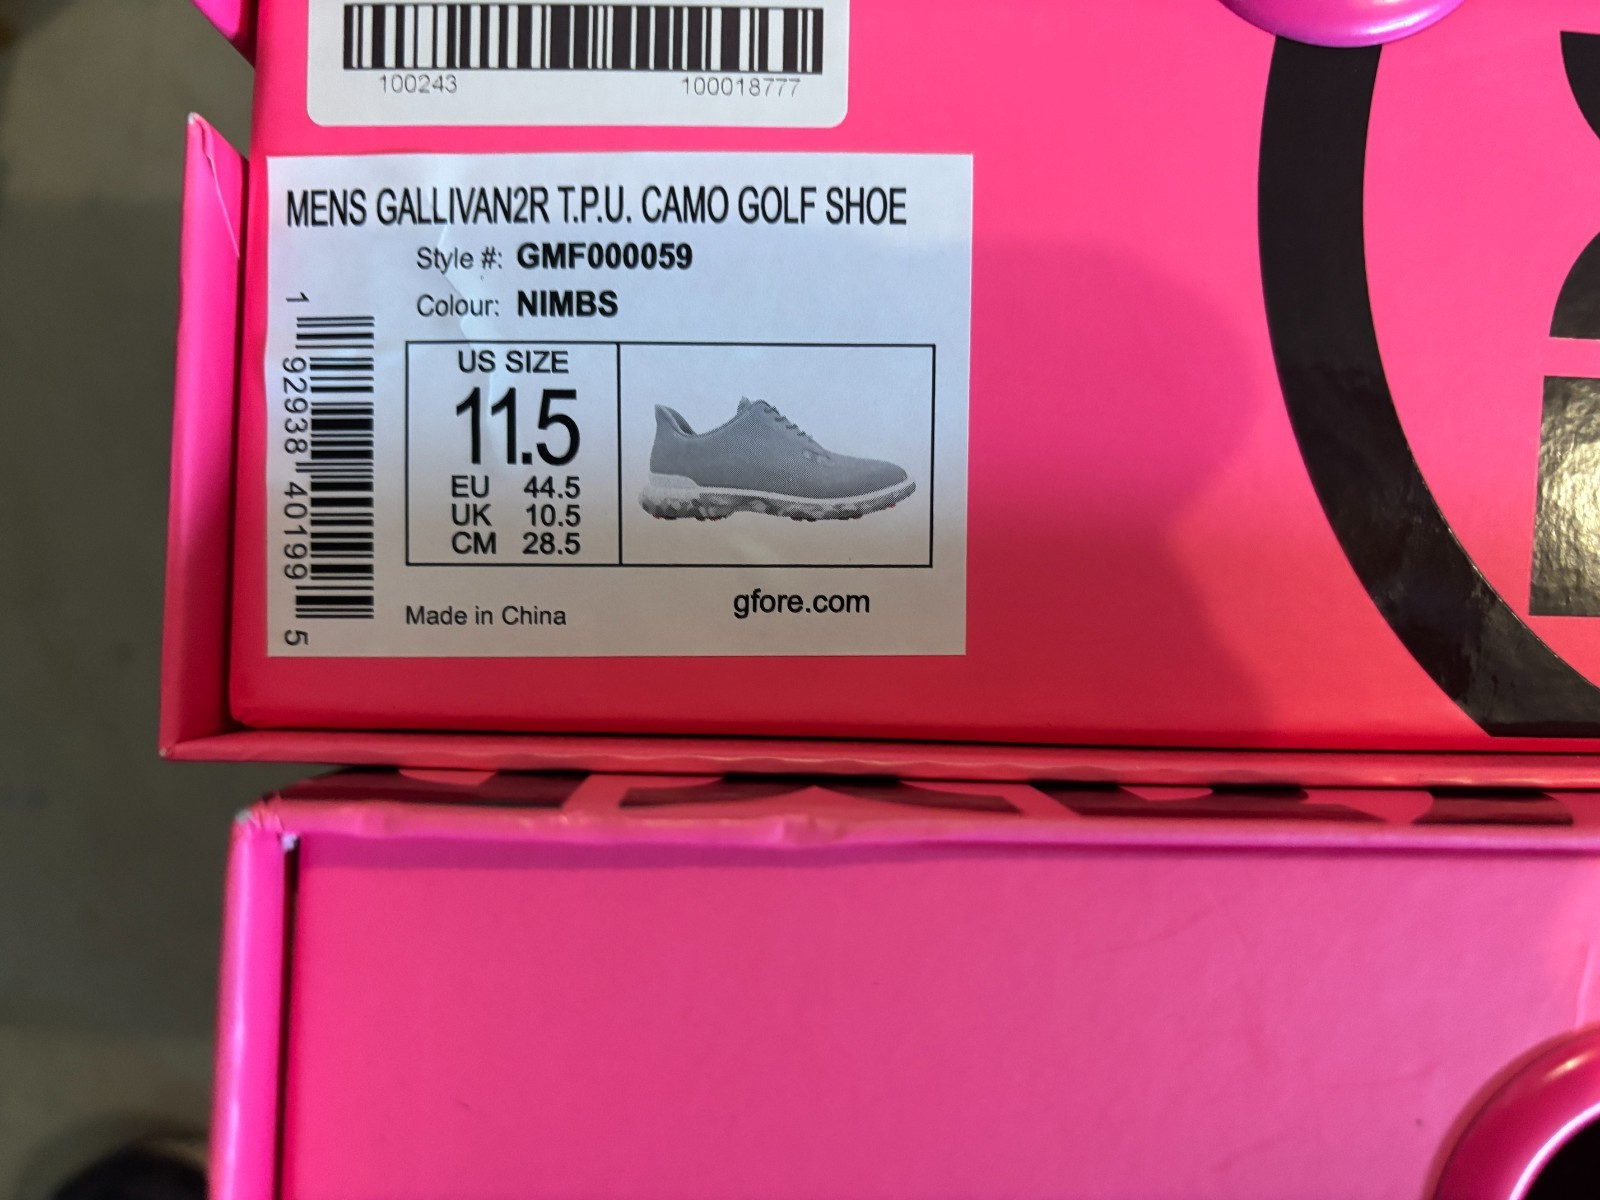 100243 100018777
MENS GALLIVAN2R T.P.U. CAMO GOLF SHOE
Style #: GMF000059
Colour: NIMBS
US SIZE
11.5
EU 44.5
UK 10.5
CM 28.5
Made in China
gfore.com
1 92938 40199 5